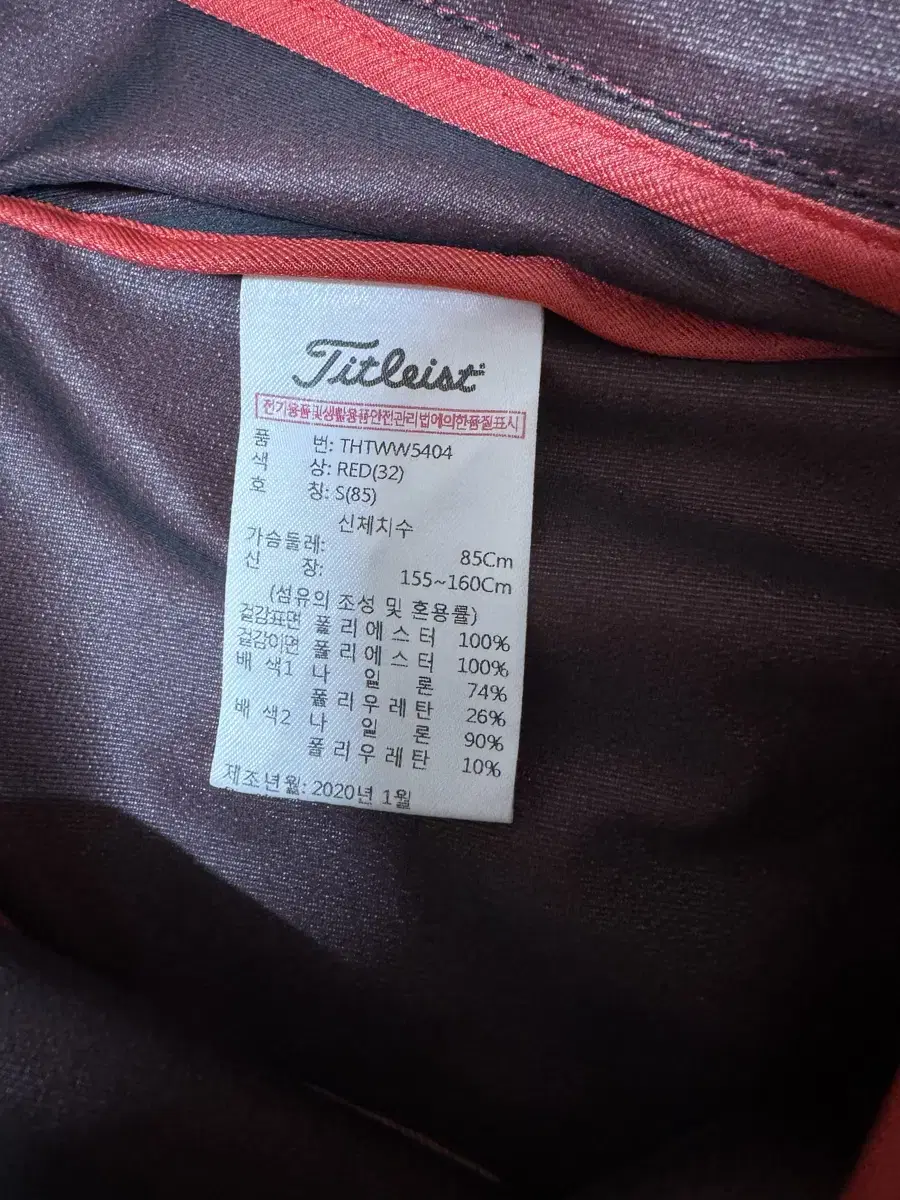 Titleist
전기용품및생활용품안전관리법에의한품질표시
품 번: THTWW5404
색 상: RED(32)
호 칭: S(85)
신체치수
가슴둘레: 85Cm
신 장: 155~160Cm
(섬유의 조성 및 혼용률)
겉감표면 폴리에스터 100%
겉감이면 폴리에스터 100%
배 색1 나 일 론 74%
폴리우레탄 26%
배 색2 나 일 론 90%
폴리우레탄 10%
제조년월: 2020년 1월